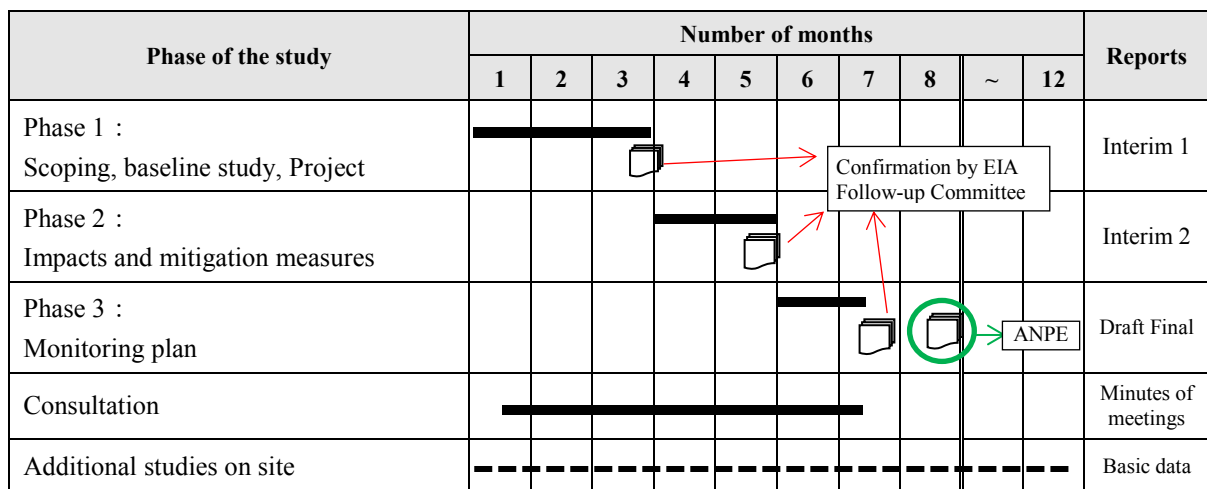 Phase of the study
Number of months
Reports
1 2 3 4 5 6 7 8 ~ 12
Phase 1：
Scoping, baseline study, Project
Interim 1
Confirmation by EIA
Follow-up Committee
Phase 2：
Impacts and mitigation measures
Interim 2
Phase 3：
Monitoring plan
ANPE
Draft Final
Consultation
Minutes of
meetings
Additional studies on site
Basic data